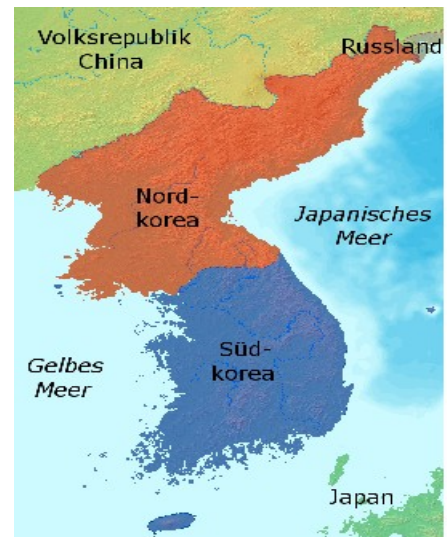 Volksrepublik
China
Russland
Nord-
korea
Japanisches
Meer
Süd-
korea
Gelbes
Meer
Japan